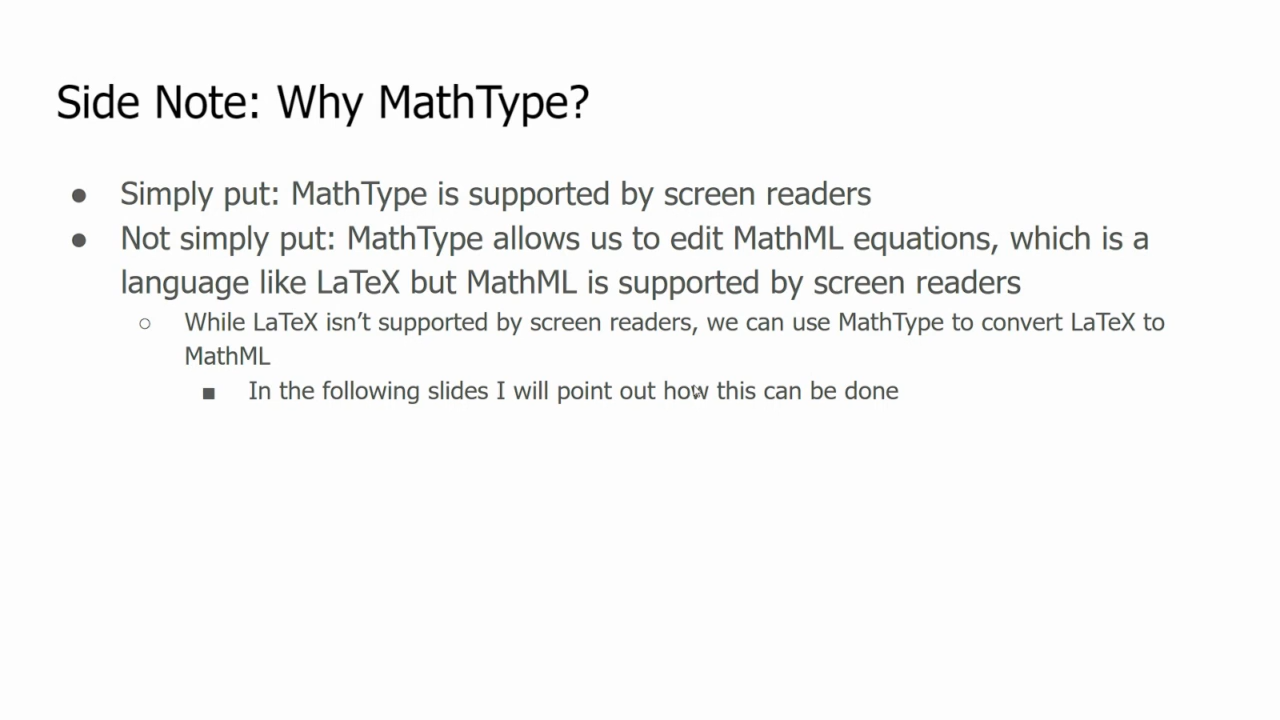 Side Note: Why MathType?
● Simply put: MathType is supported by screen readers
● Not simply put: MathType allows us to edit MathML equations, which is a
language like LaTeX but MathML is supported by screen readers
○ While LaTeX isn’t supported by screen readers, we can use MathType to convert LaTeX to
MathML
■ In the following slides I will point out how this can be done